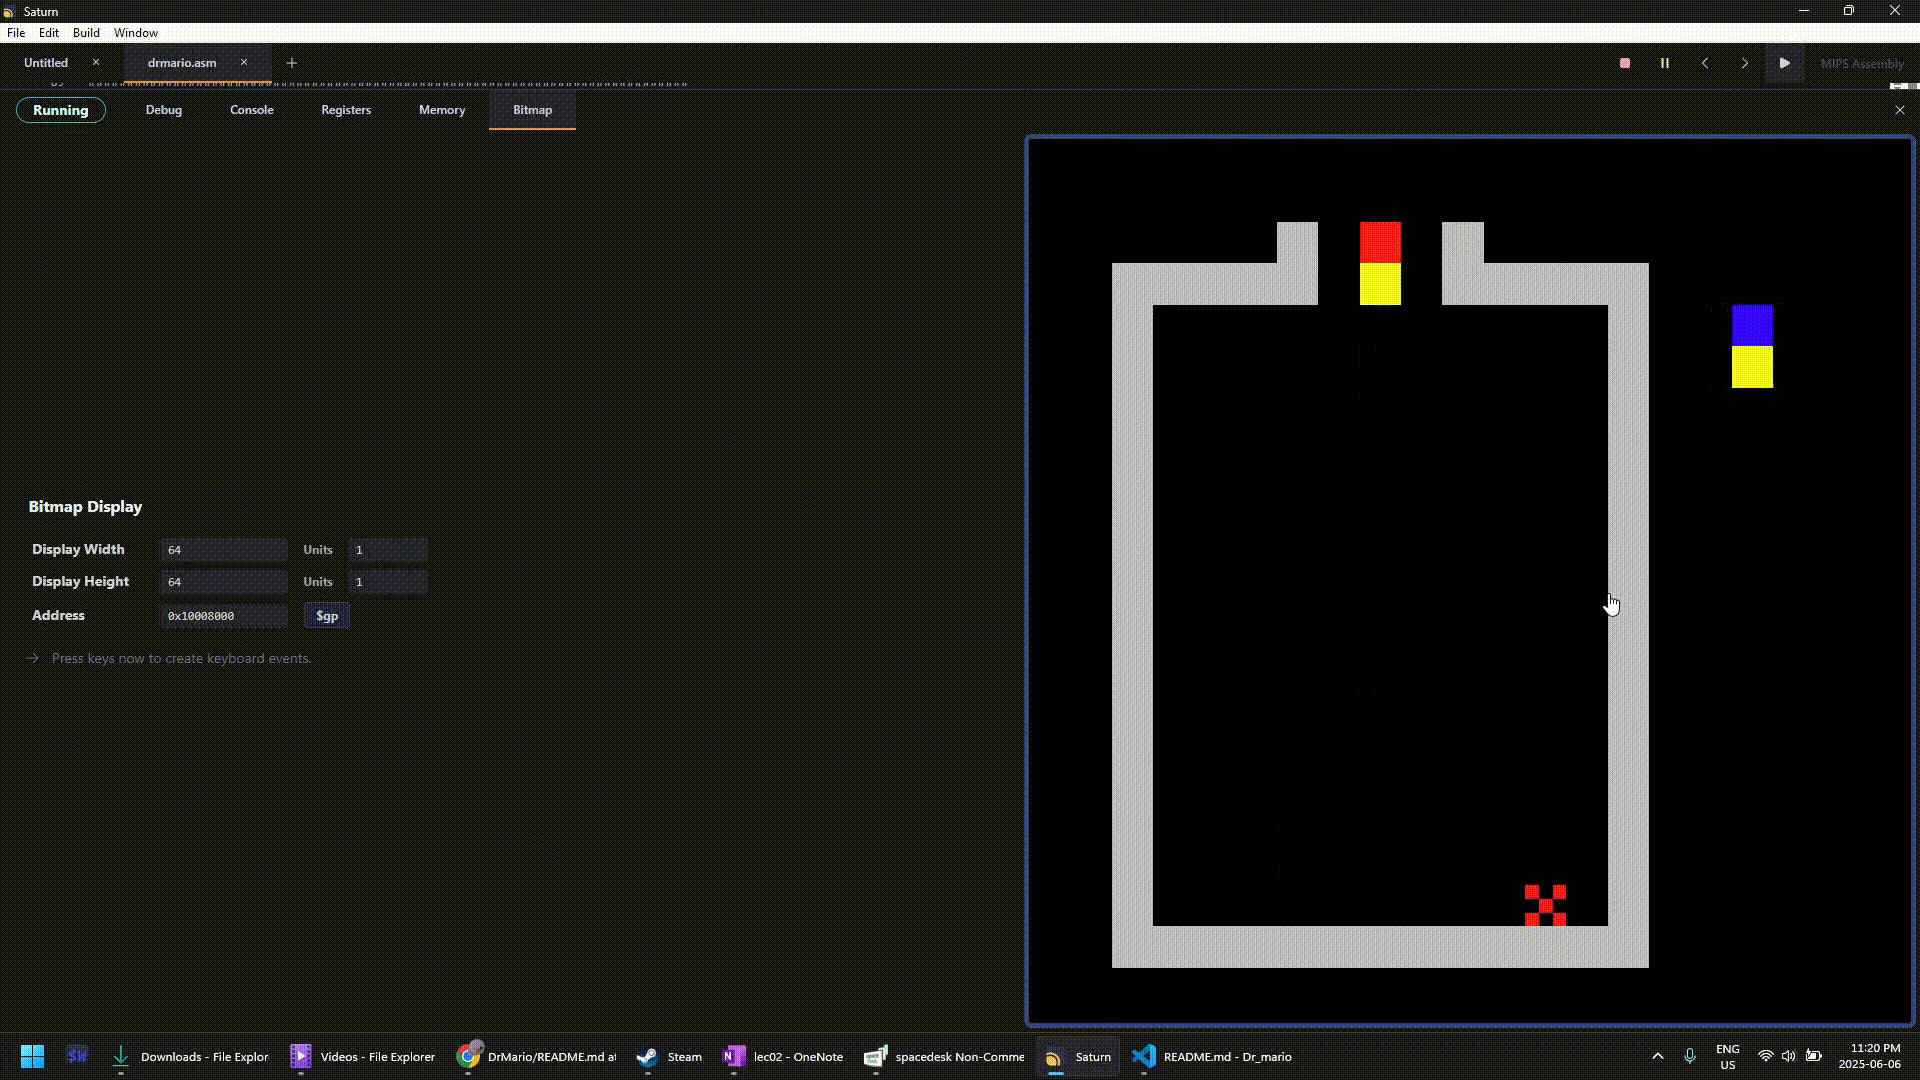 Saturn
File Edit Build Window
Untitled × drmario.asm × +
MIPS Assembly
Running Debug Console Registers Memory Bitmap
Bitmap Display
Display Width 64 Units 1
Display Height 64 Units 1
Address 0x10008000 $gp
→ Press keys now to create keyboard events.
Downloads - File Explor Videos - File Explorer DrMario/README.md at Steam lec02 - OneNote spacedesk Non-Comme Saturn README.md - Dr_mario
ENG
US
11:20 PM
2025-06-06